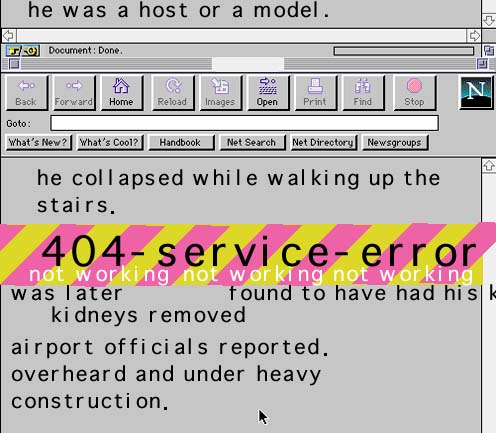 he was a host or a model.
Document: Done.
Back Forward Home Reload Images Open Print Find Stop N
Goto:
What's New? What's Cool? Handbook Net Search Net Directory Newsgroups
he collapsed while walking up the
stairs.
404-service-error
not working not working not working
was later found to have had his k
kidneys removed
airport officials reported.
overheard and under heavy
construction.